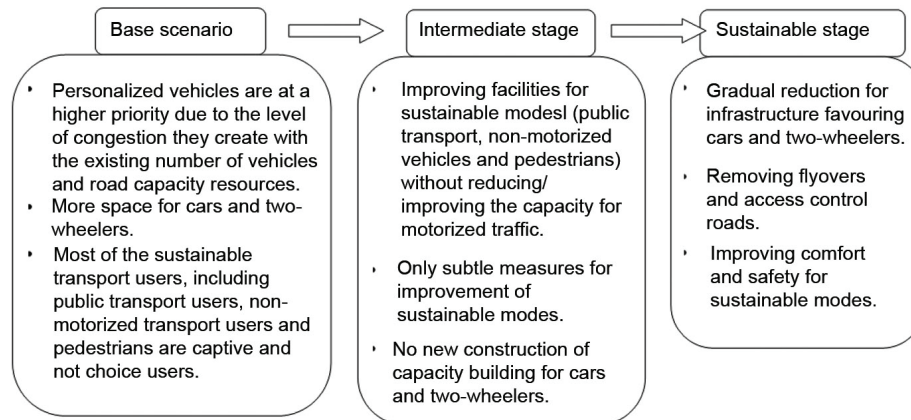 Base scenario
Intermediate stage
Sustainable stage
• Personalized vehicles are at a
higher priority due to the level
of congestion they create with
the existing number of vehicles
and road capacity resources.
• More space for cars and two-
wheelers.
• Most of the sustainable
transport users, including
public transport users, non-
motorized transport users and
pedestrians are captive and
not choice users.
• Improving facilities for
sustainable modesl (public
transport, non-motorized
vehicles and pedestrians)
without reducing/
improving the capacity for
motorized traffic.
• Only subtle measures for
improvement of
sustainable modes.
• No new construction of
capacity building for cars
and two-wheelers.
• Gradual reduction for
infrastructure favouring
cars and two-wheelers.
• Removing flyovers
and access control
roads.
• Improving comfort
and safety for
sustainable modes.